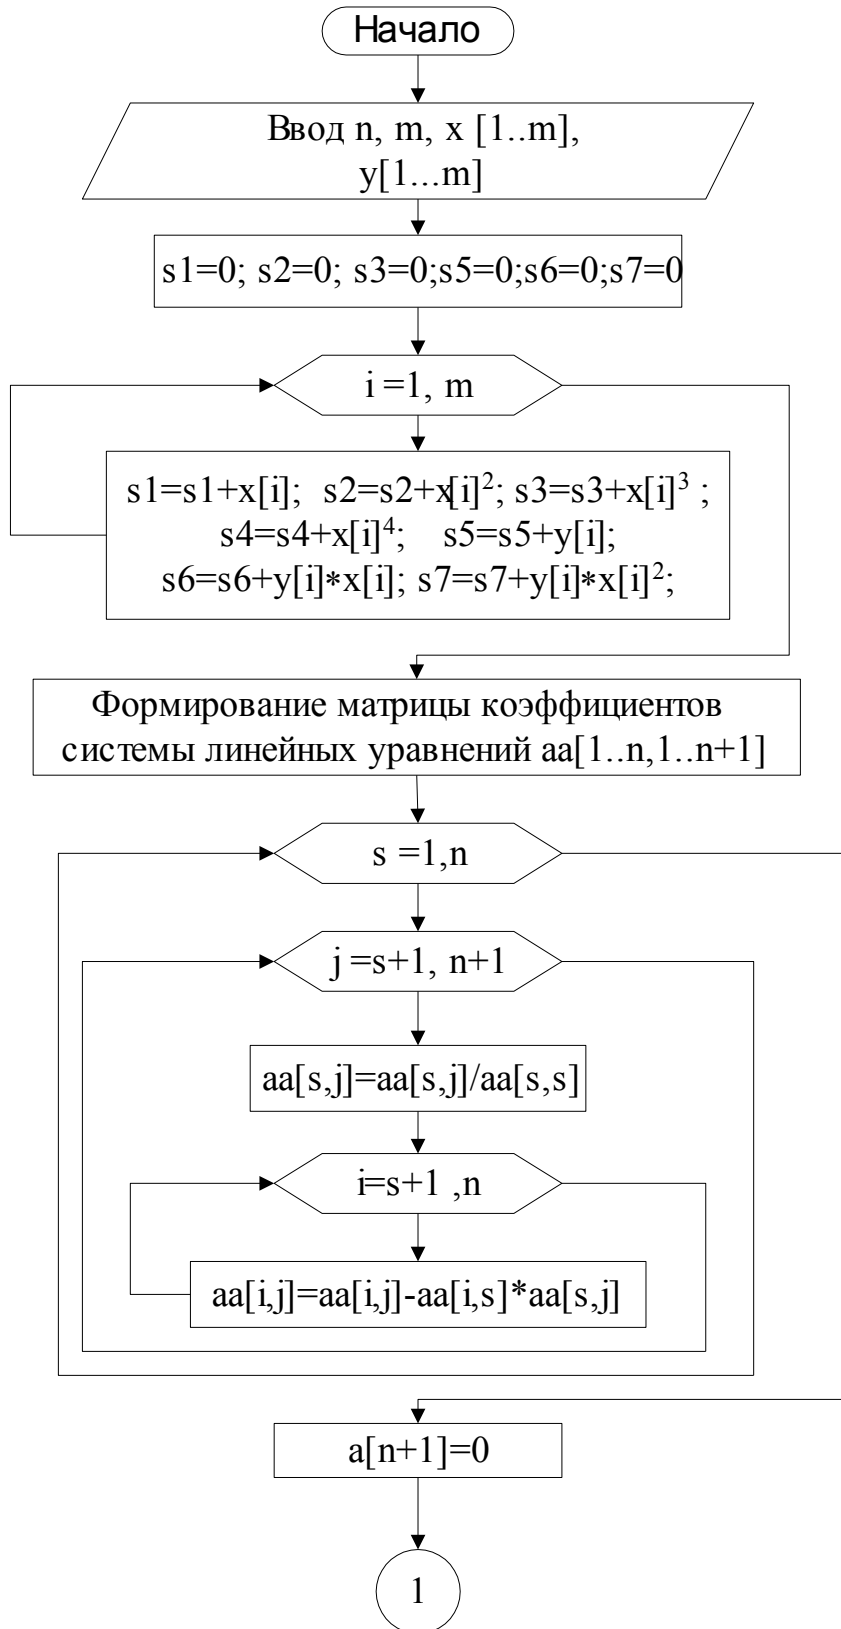 Начало
Ввод n, m, x [1..m],
y[1...m]
s1=0; s2=0; s3=0;s5=0;s6=0;s7=0
i =1, m
s1=s1+x[i]; s2=s2+x[i]²; s3=s3+x[i]³ ;
s4=s4+x[i]⁴; s5=s5+y[i];
s6=s6+y[i]*x[i]; s7=s7+y[i]*x[i]²;
Формирование матрицы коэффициентов
системы линейных уравнений aa[1..n,1..n+1]
s =1,n
j =s+1, n+1
aa[s,j]=aa[s,j]/aa[s,s]
i=s+1 ,n
aa[i,j]=aa[i,j]-aa[i,s]*aa[s,j]
a[n+1]=0
1